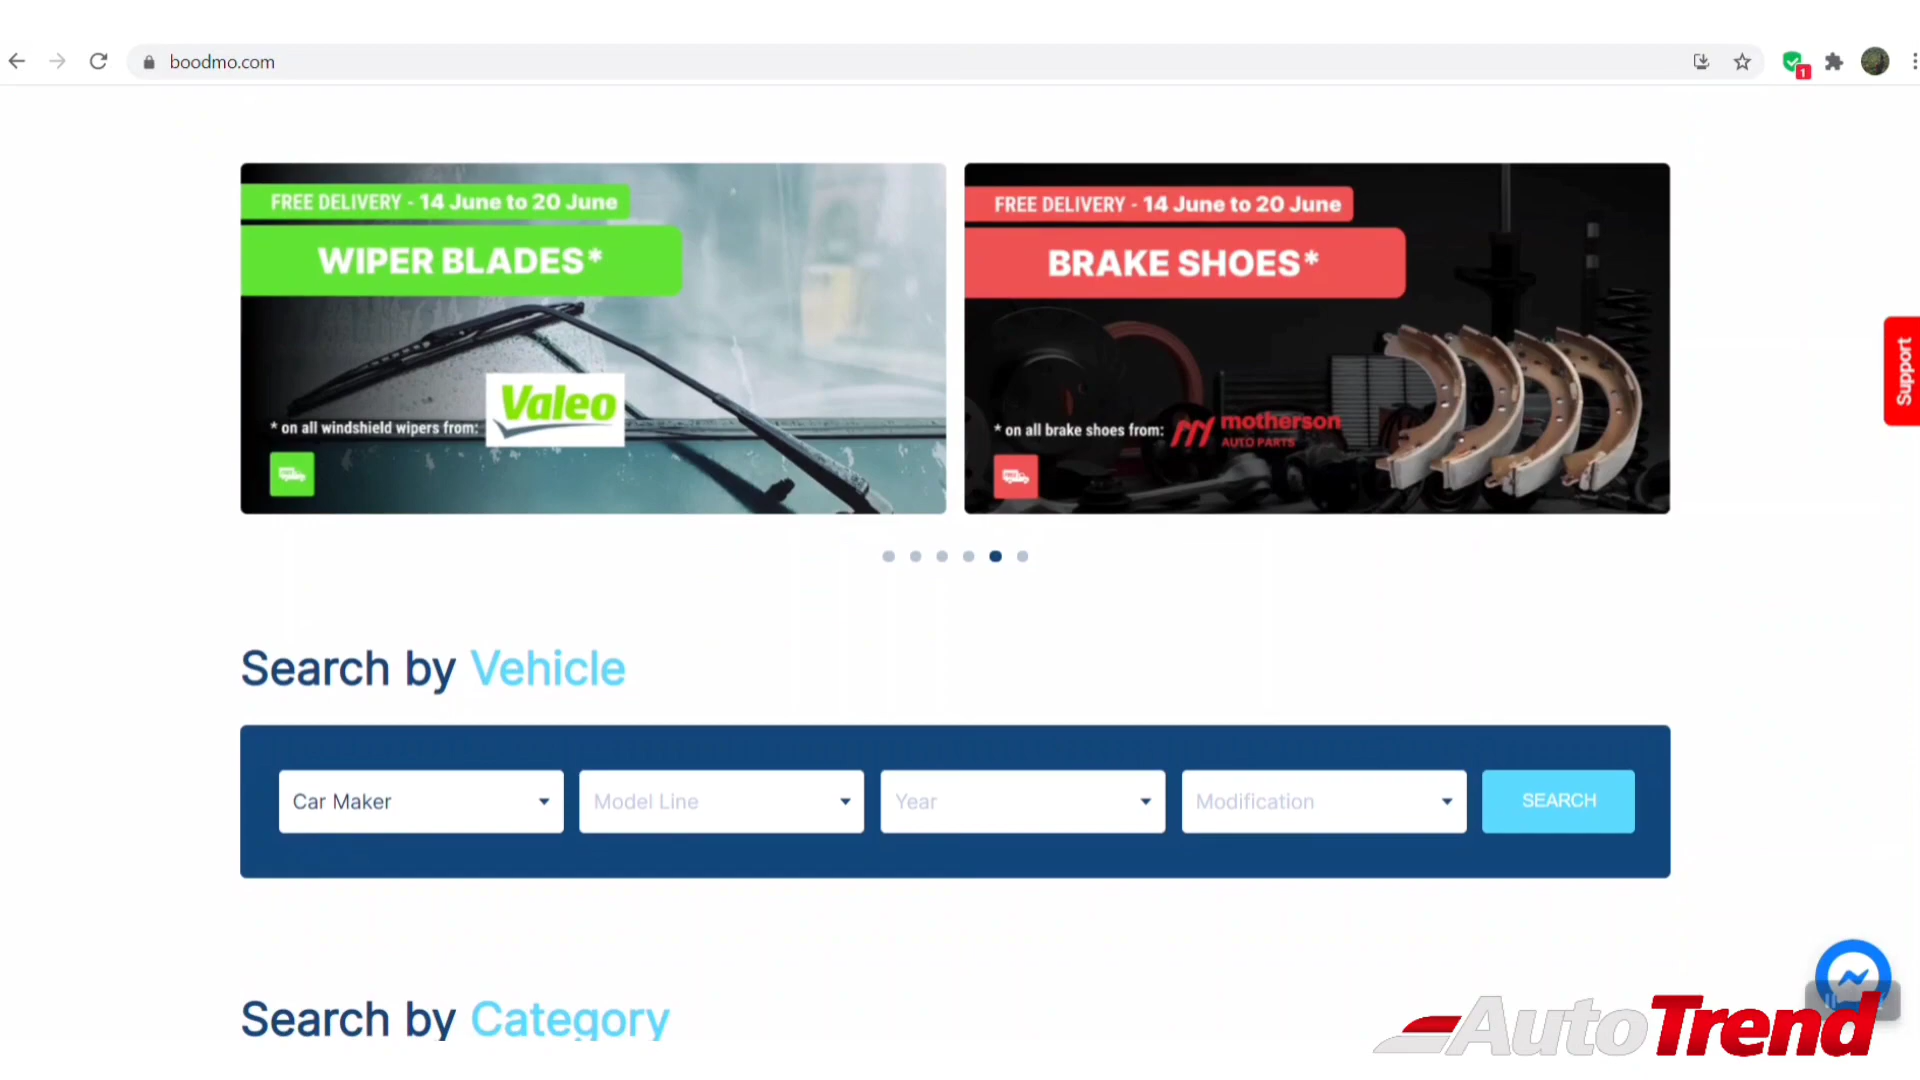 boodmo.com
1
FREE DELIVERY - 14 June to 20 June
WIPER BLADES*
* on all windshield wipers from:
Valeo
FREE DELIVERY - 14 June to 20 June
BRAKE SHOES*
* on all brake shoes from:
motherson
AUTO PARTS
Support
Search by Vehicle
Car Maker
Model Line
Year
Modification
SEARCH
Search by Category
AutoTrend